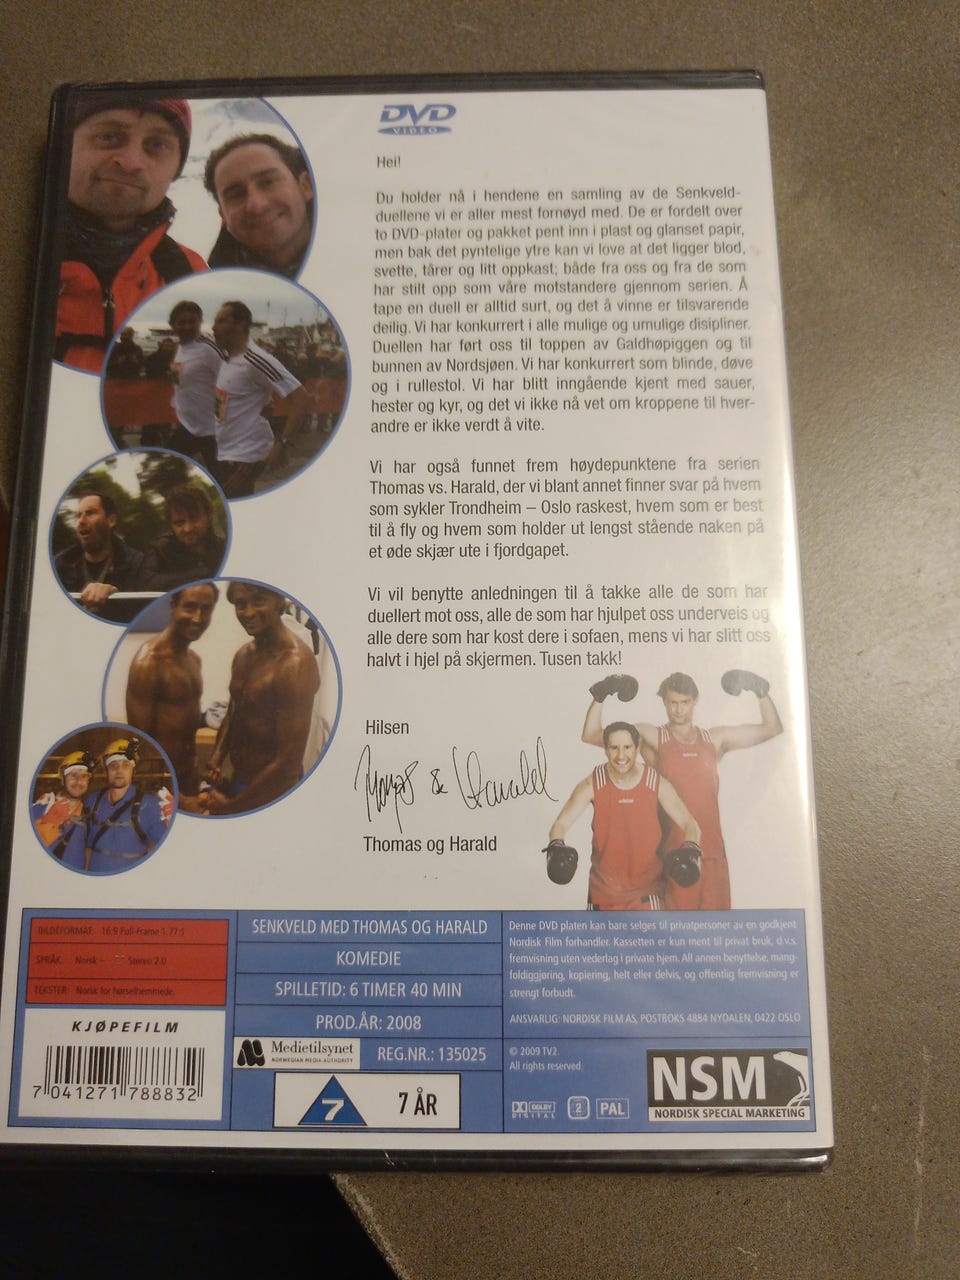 DVD
VIDEO
Hei!
Du holder nå i hendene en samling av de Senkveld-
duellene vi er aller mest fornøyd med. De er fordelt over
to DVD-plater og pakket pent inn i plast og glanset papir,
men bak det pyntelige ytre kan vi love at det ligger blod,
svette, tårer og litt oppkast; både fra oss og fra de som
har stilt opp som våre motstandere gjennom serien. Å
tape en duell er alltid surt, og det å vinne er tilsvarende
deilig. Vi har konkurrert i alle mulige og umulige disipliner.
Duellen har ført oss til toppen av Galdhøpiggen og til
bunnen av Nordsjøen. Vi har konkurrert som blinde, døve
og i rullestol. Vi har blitt inngående kjent med sauer,
hester og kyr, og det vi ikke nå vet om kroppene til hver-
andre er ikke verdt å vite.
Vi har også funnet frem høydepunktene fra serien
Thomas vs. Harald, der vi blant annet finner svar på hvem
som sykler Trondheim – Oslo raskest, hvem som er best
til å fly og hvem som holder ut lengst stående naken på
et øde skjær ute i fjordgapet.
Vi vil benytte anledningen til å takke alle de som har
duellert mot oss, alle de som har hjulpet oss underveis og
alle dere som har kost dere i sofaen, mens vi har slitt oss
halvt i hjel på skjermen. Tusen takk!
Hilsen
Thomas & Harald
Thomas og Harald
adidas
BILDEFORMAT: 16:9 Full-Frame 1.77:1
SPRÅK: Norsk – Stereo 2.0
TEKSTER: Norsk for hørselhemmede.
KJØPEFILM
7 041271 788832
SENKVELD MED THOMAS OG HARALD
KOMEDIE
SPILLETID: 6 TIMER 40 MIN
PROD.ÅR: 2008
Medietilsynet
NORWEGIAN MEDIA AUTHORITY
REG.NR.: 135025
7
7 ÅR
Denne DVD platen kan bare selges til privatpersoner av en godkjent
Nordisk Film forhandler. Kassetten er kun ment til privat bruk, d.v.s.
fremvisning uten vederlag i private hjem. All annen benyttelse, mang-
foldiggjøring, kopiering, helt eller delvis, og offentlig fremvisning er
strengt forbudt.
ANSVARLIG: NORDISK FILM AS, POSTBOKS 4884 NYDALEN, 0422 OSLO
© 2009 TV2.
All rights reserved.
DOLBY
DIGITAL
2
PAL
NSM
NORDISK SPECIAL MARKETING